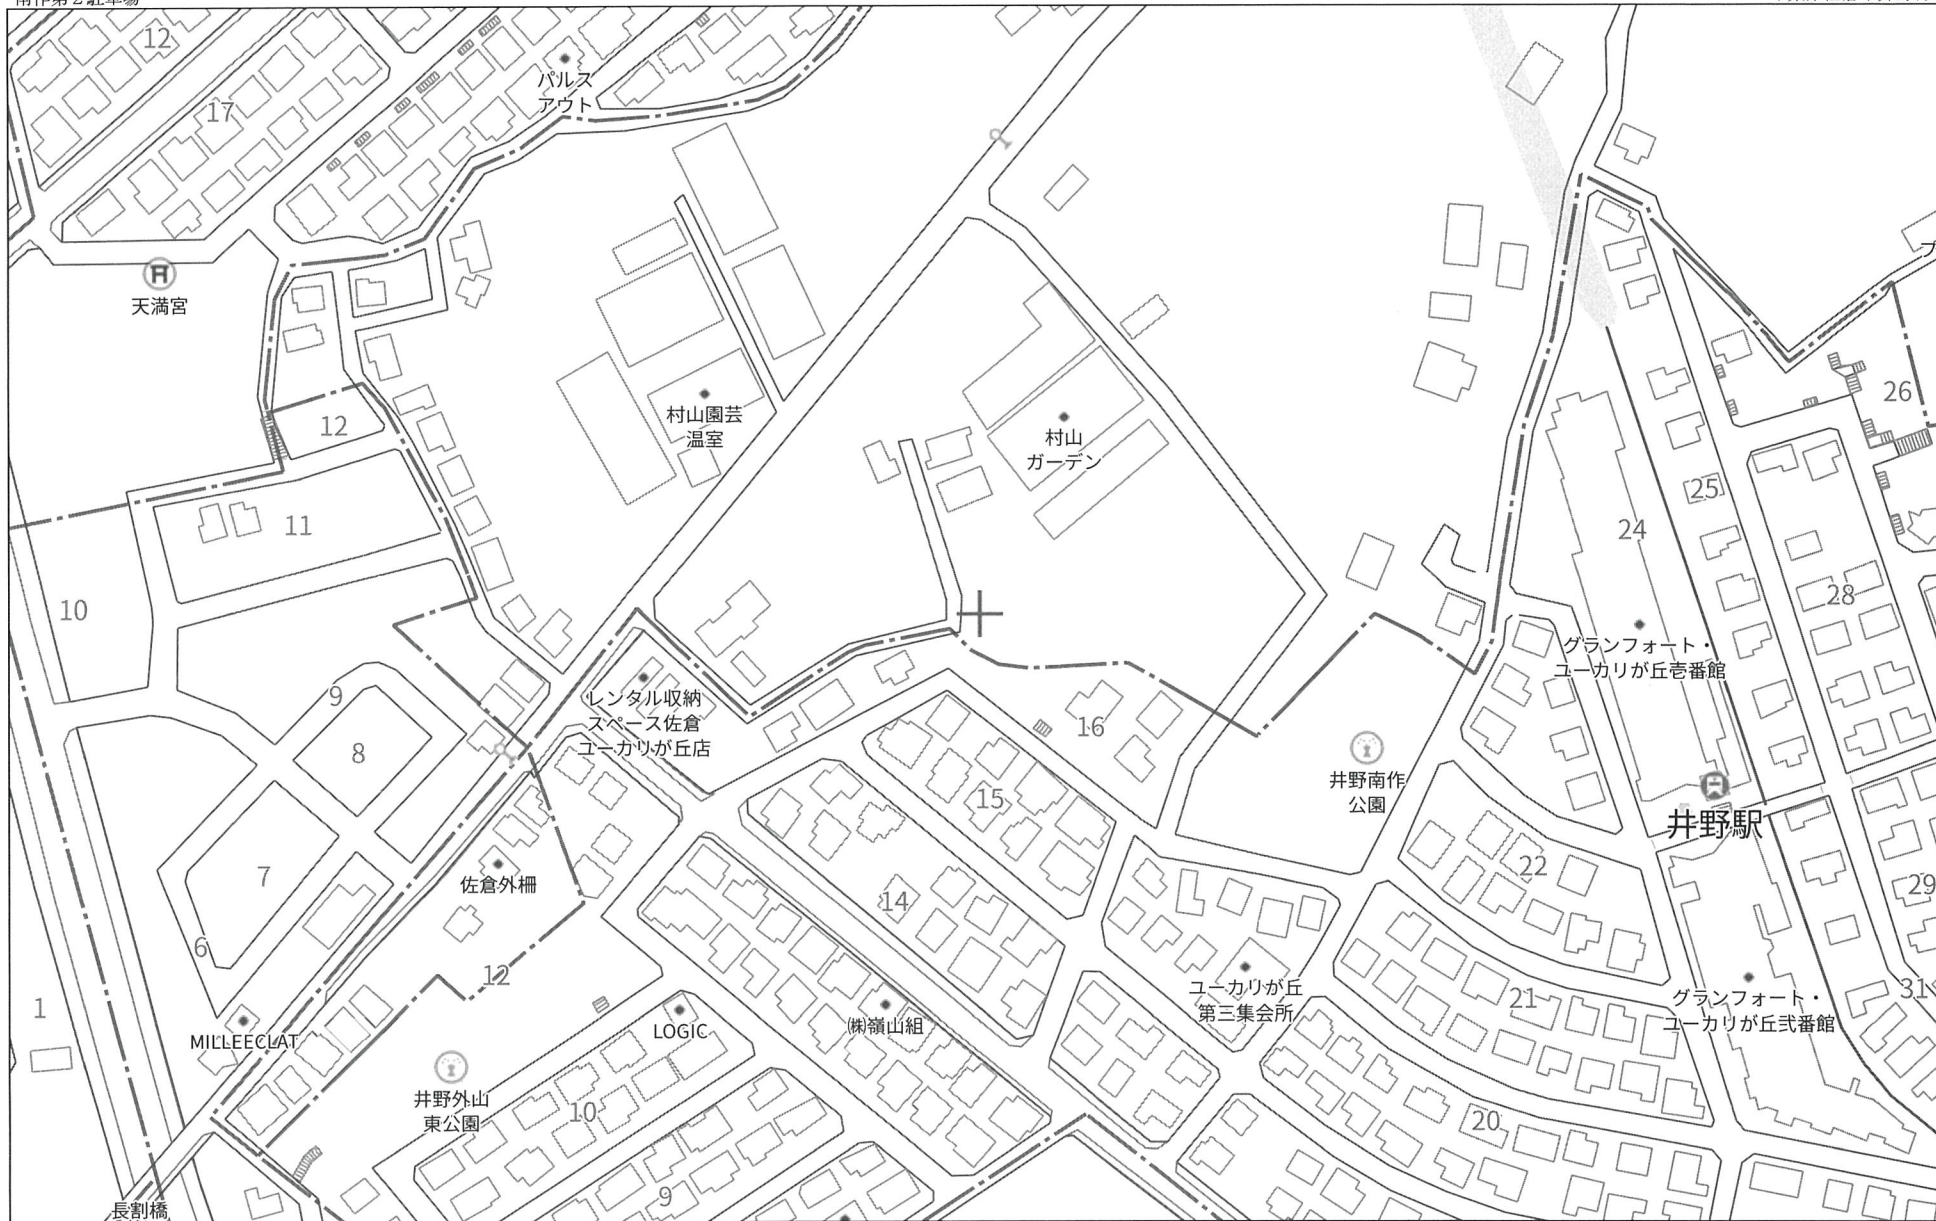 南作第2駐車場
12
17
パルス
アウト
天満宮
12
村山園芸
温室
村山
ガーデン
26
25
24
11
10
28
グランフォート・
ユーカリが丘壱番館
9
レンタル収納
スペース佐倉
ユーカリが丘店
16
8
井野南作
公園
15
井野駅
7
佐倉外柵
22
29
14
6
12
ユーカリが丘
第三集会所
21
グランフォート・
ユーカリが丘弐番館
31
1
MILLEECLAT
LOGIC
㈱嶺山組
井野外山
東公園
10
20
9
長割橋